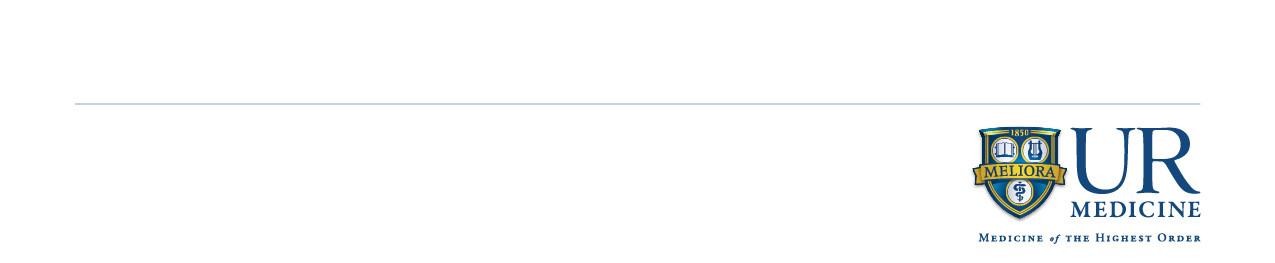 1850
MELIORA
UR
MEDICINE
MEDICINE of THE HIGHEST ORDER